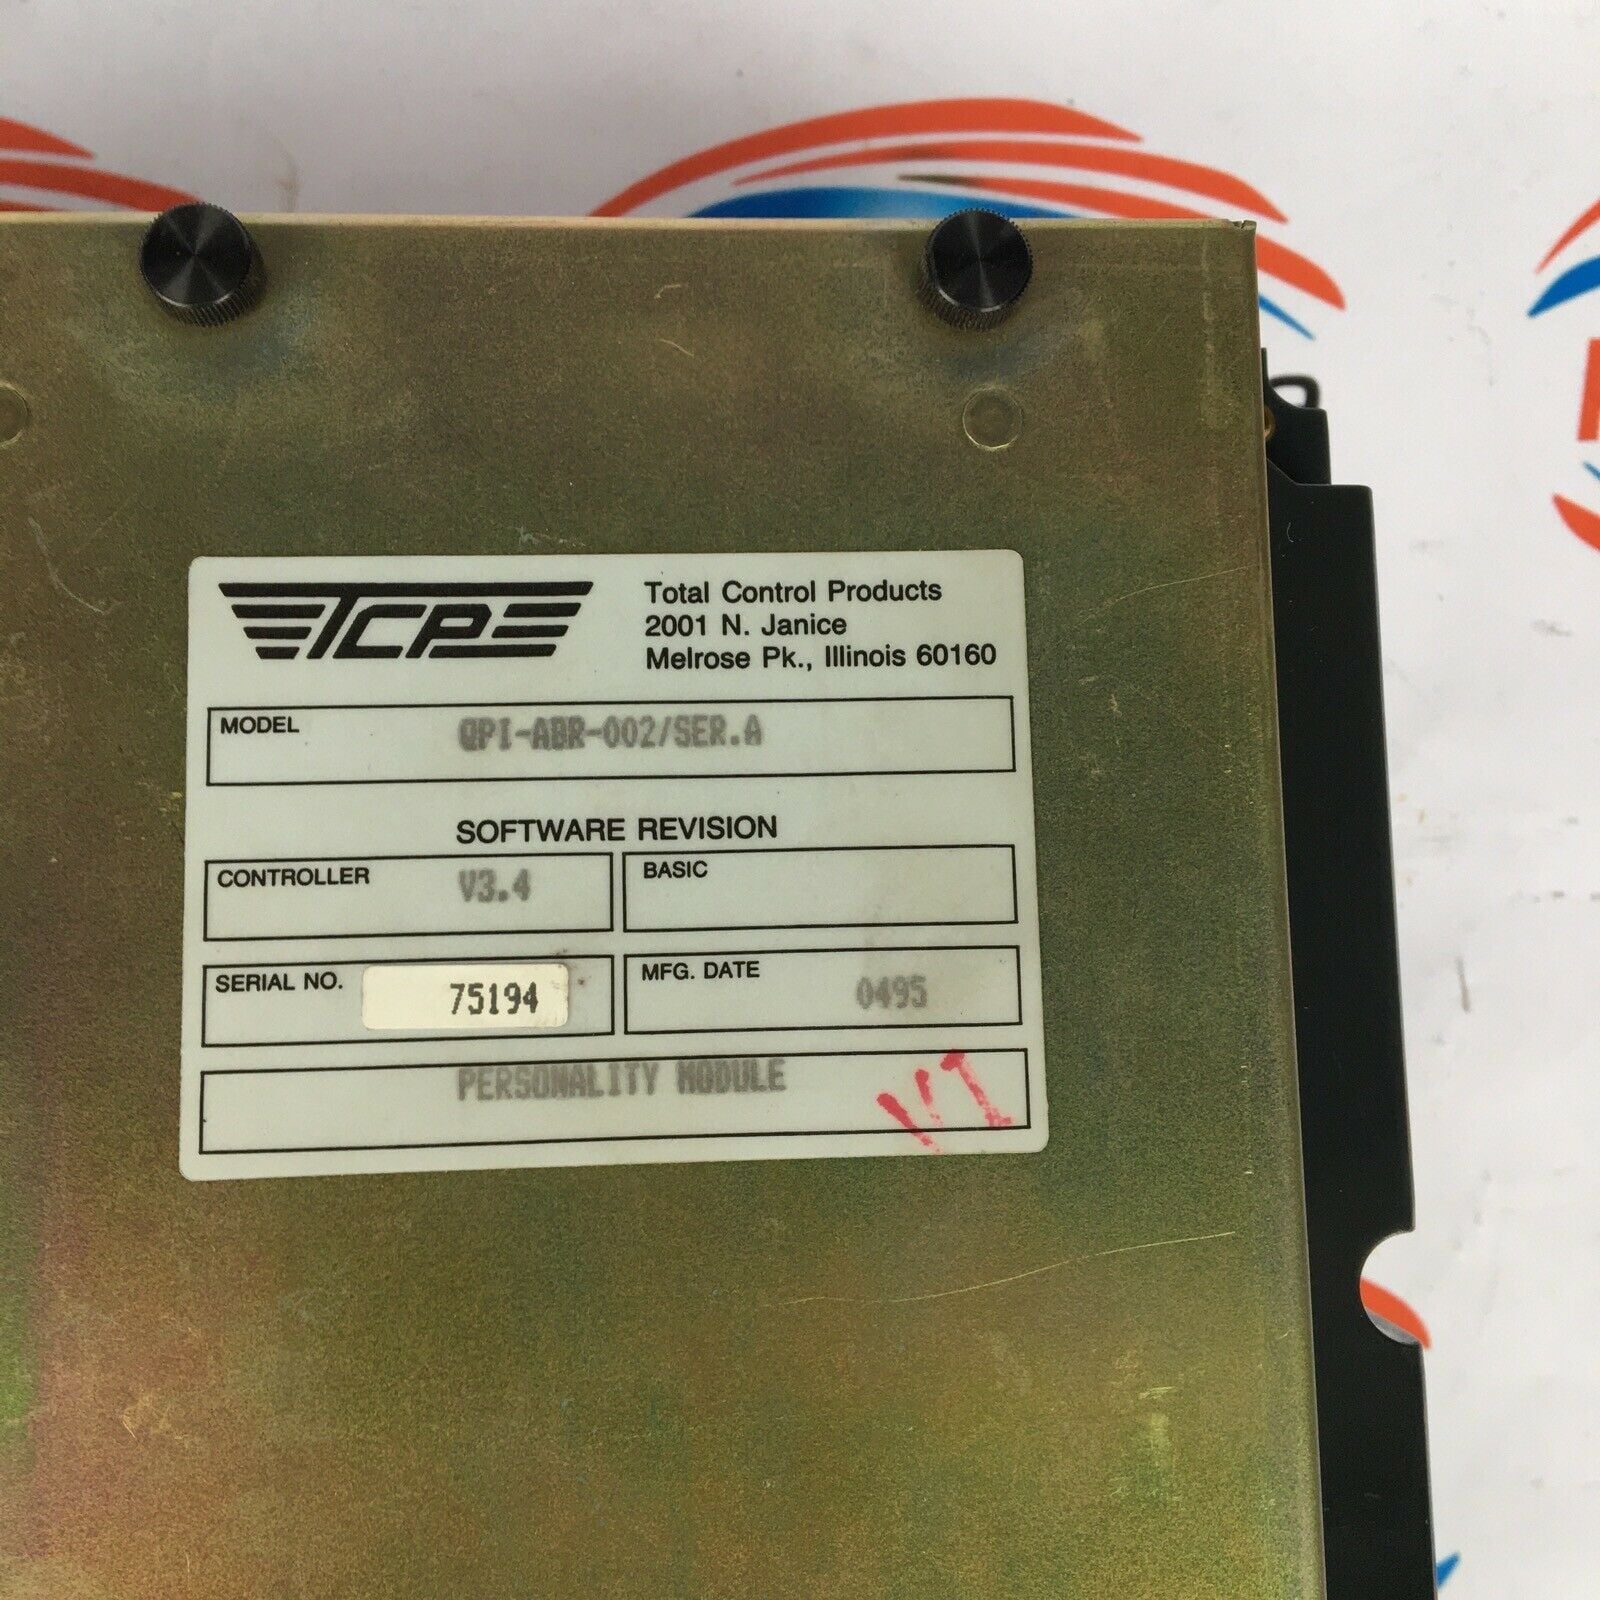 TCP
Total Control Products
2001 N. Janice
Melrose Pk., Illinois 60160
MODEL QPI-ABR-002/SER.A
SOFTWARE REVISION
CONTROLLER V3.4
BASIC
SERIAL NO. 75194
MFG. DATE 0495
PERSONALITY MODULE
VI